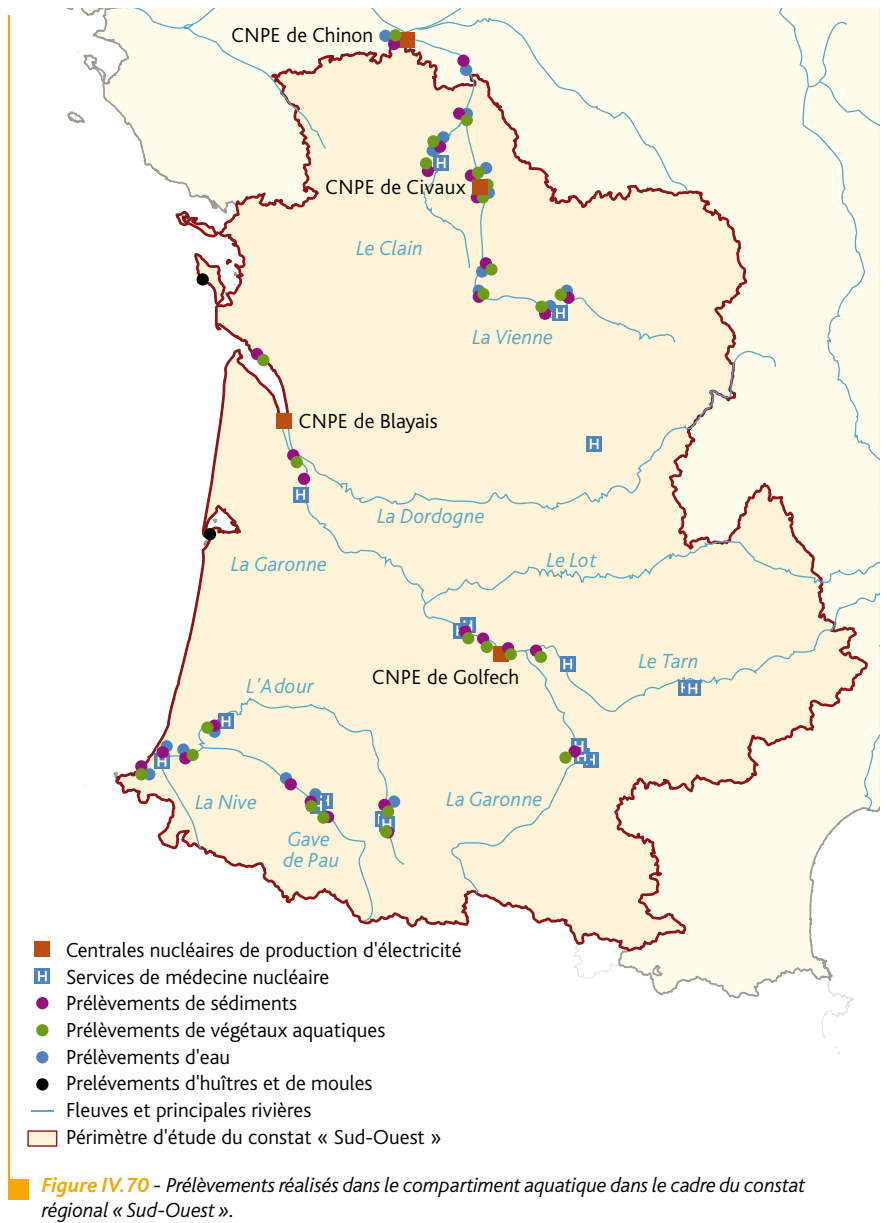 CNPE de Chinon
H
CNPE de Civaux
Le Clain
H
La Vienne
CNPE de Blayais
H
H
La Dordogne
La Garonne
Le Lot
H
H
CNPE de Golfech
H
Le Tarn
H
H
L'Adour
H
H
H
H
H
La Nive
La Garonne
H
H
Gave
de Pau
H
H
Centrales nucléaires de production d'électricité
H Services de médecine nucléaire
Prélèvements de sédiments
Prélèvements de végétaux aquatiques
Prélèvements d'eau
Prelévements d'huîtres et de moules
Fleuves et principales rivières
Périmètre d'étude du constat « Sud-Ouest »
Figure IV.70 - Prélèvements réalisés dans le compartiment aquatique dans le cadre du constat
régional « Sud-Ouest ».